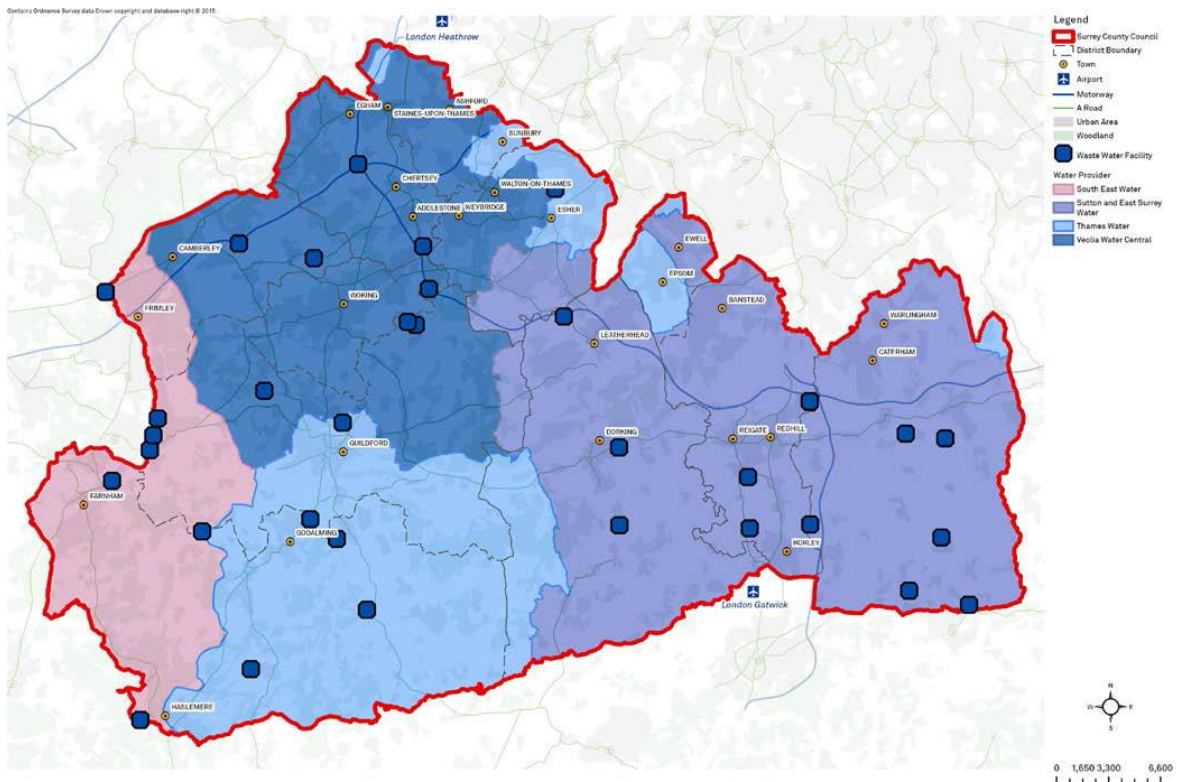 Contains Ordnance Survey data Crown copyright and database right © 2015.
London Heathrow
EGHAM
STAINES-UPON-THAMES
ASHFORD
SUNBURY
CHERTSEY
WALTON-ON-THAMES
ADDLESTONE
WEYBRIDGE
ESHER
CAMBERLEY
EWELL
EPSOM
FRIMLEY
WOKING
BANSTEAD
WARLINGHAM
LEATHERHEAD
CATERHAM
GUILDFORD
DORKING
REIGATE
REDHILL
FARNHAM
GODALMING
HORLEY
London Gatwick
HASLEMERE
Legend
Surrey County Council
District Boundary
Town
Airport
Motorway
A Road
Urban Area
Woodland
Waste Water Facility
Water Provider
South East Water
Sutton and East Surrey
Water
Thames Water
Veolia Water Central
N
W
E
S
0 1,650 3,300 6,600